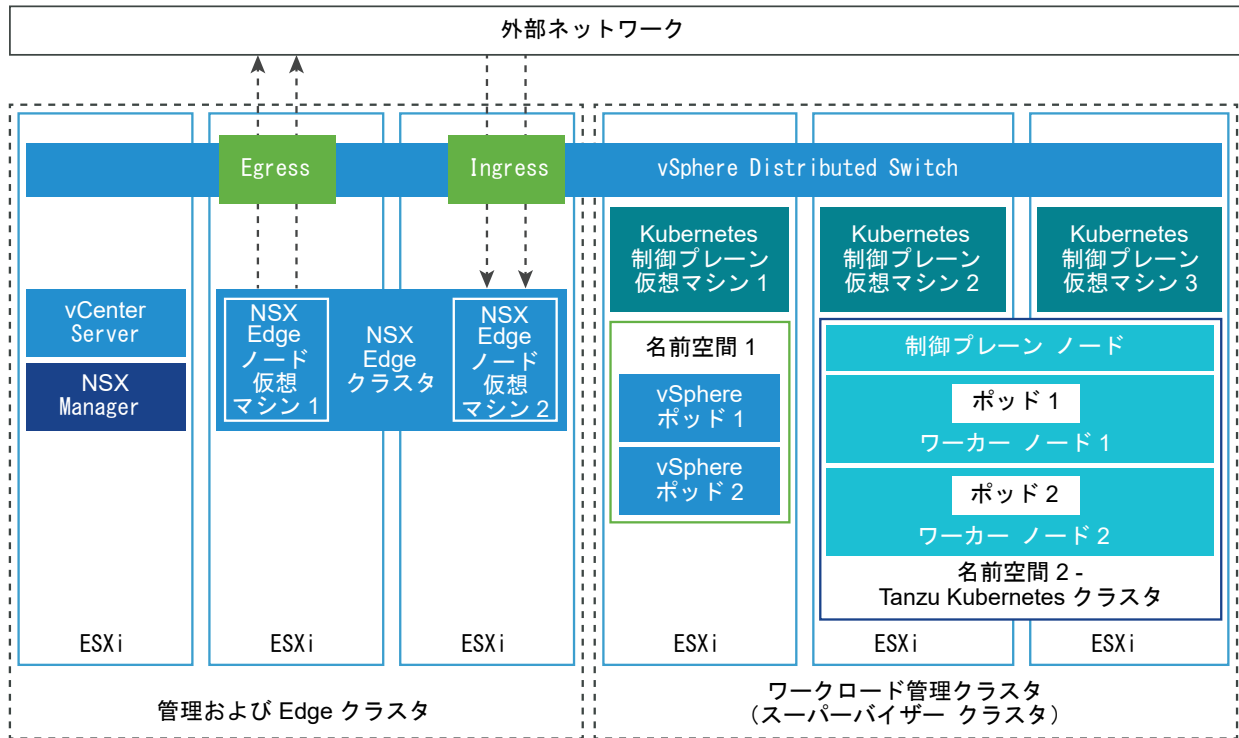 外部ネットワーク
Egress
Ingress
vSphere Distributed Switch
vCenter
Server
NSX
Manager
NSX
Edge
ノード
仮想
マシン 1
NSX
Edge
クラスタ
NSX
Edge
ノード
仮想
マシン 2
ESXi
ESXi
ESXi
管理および Edge クラスタ
Kubernetes
制御プレーン
仮想マシン 1
Kubernetes
制御プレーン
仮想マシン 2
Kubernetes
制御プレーン
仮想マシン 3
名前空間 1
vSphere
ポッド 1
vSphere
ポッド 2
制御プレーン ノード
ポッド 1
ワーカー ノード 1
ポッド 2
ワーカー ノード 2
名前空間 2 -
Tanzu Kubernetes クラスタ
ESXi
ESXi
ESXi
ワークロード管理クラスタ
（スーパーバイザー クラスタ）